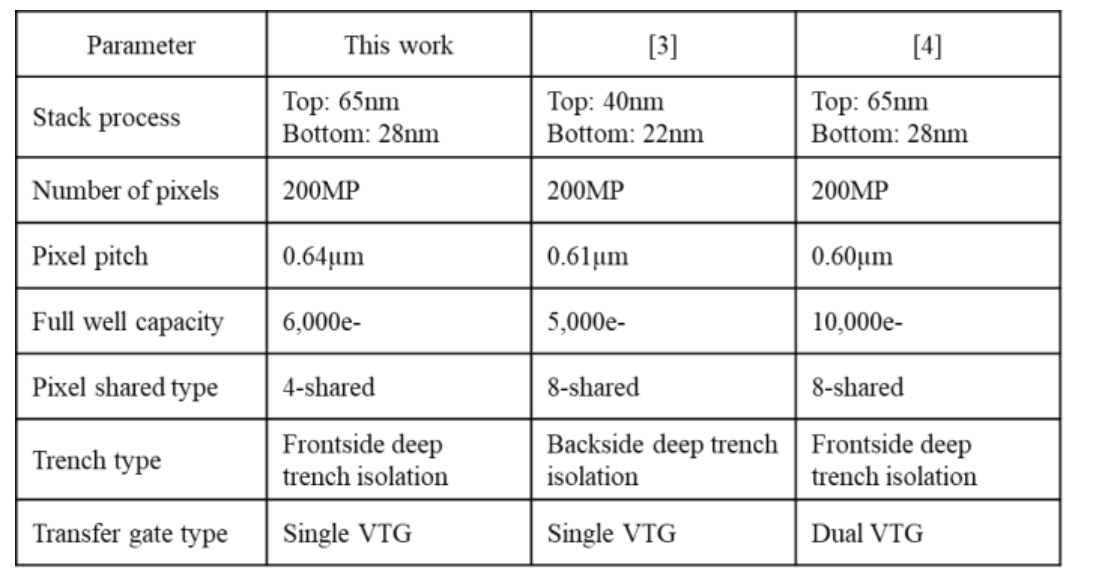 Parameter
This work
[3]
[4]
Stack process
Top: 65nm
Bottom: 28nm
Top: 40nm
Bottom: 22nm
Top: 65nm
Bottom: 28nm
Number of pixels
200MP
200MP
200MP
Pixel pitch
0.64μm
0.61μm
0.60μm
Full well capacity
6,000e-
5,000e-
10,000e-
Pixel shared type
4-shared
8-shared
8-shared
Trench type
Frontside deep
trench isolation
Backside deep trench
isolation
Frontside deep
trench isolation
Transfer gate type
Single VTG
Single VTG
Dual VTG